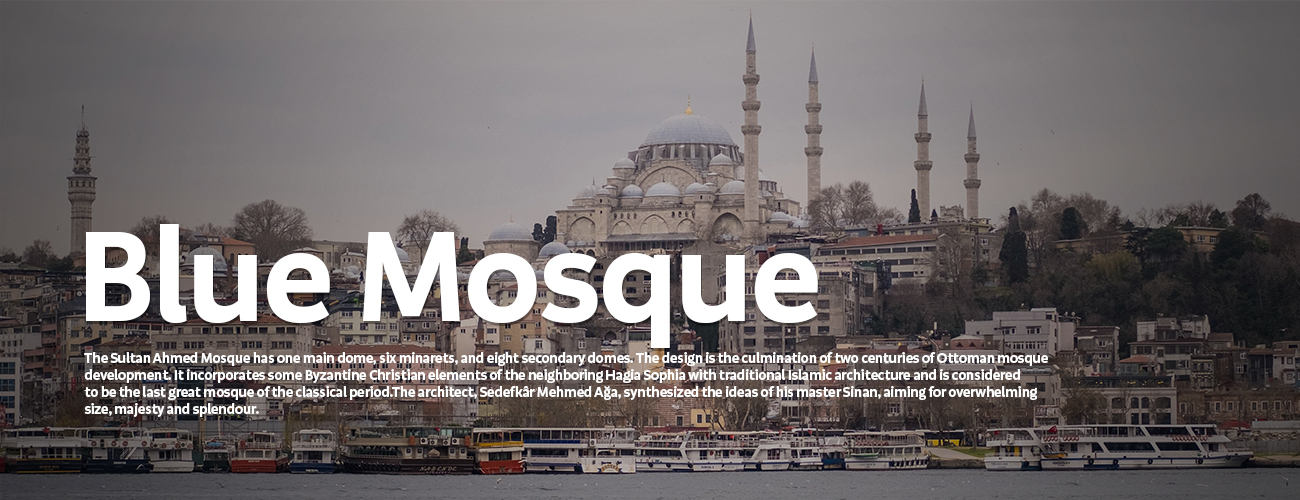 Blue Mosque
The Sultan Ahmed Mosque has one main dome, six minarets, and eight secondary domes. The design is the culmination of two centuries of Ottoman mosque
development. It incorporates some Byzantine Christian elements of the neighboring Hagia Sophia with traditional Islamic architecture and is considered
to be the last great mosque of the classical period.The architect, Sedefkâr Mehmed Ağa, synthesized the ideas of his master Sinan, aiming for overwhelming
size, majesty and splendour.